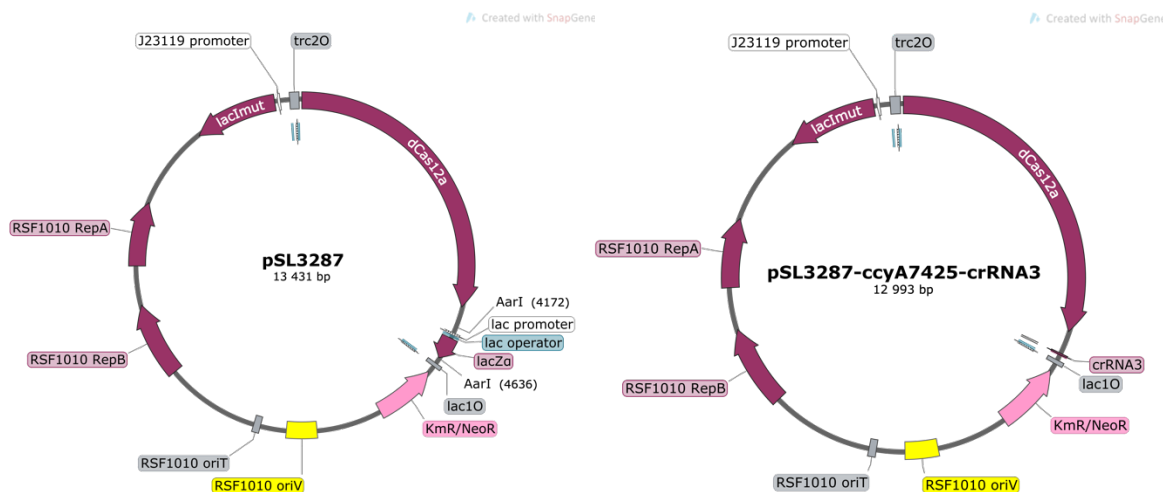 Created with SnapGene
J23119 promoter
trc2O
lacImut
dCas12a
RSF1010 RepA
pSL3287
13 431 bp
AarI (4172)
lac promoter
lac operator
lacZα
AarI (4636)
lac1O
RSF1010 RepB
KmR/NeoR
RSF1010 oriT
RSF1010 oriV
Created with SnapGene
J23119 promoter
trc2O
lacImut
dCas12a
RSF1010 RepA
pSL3287-ccyA7425-crRNA3
12 993 bp
crRNA3
lac1O
RSF1010 RepB
KmR/NeoR
RSF1010 oriT
RSF1010 oriV